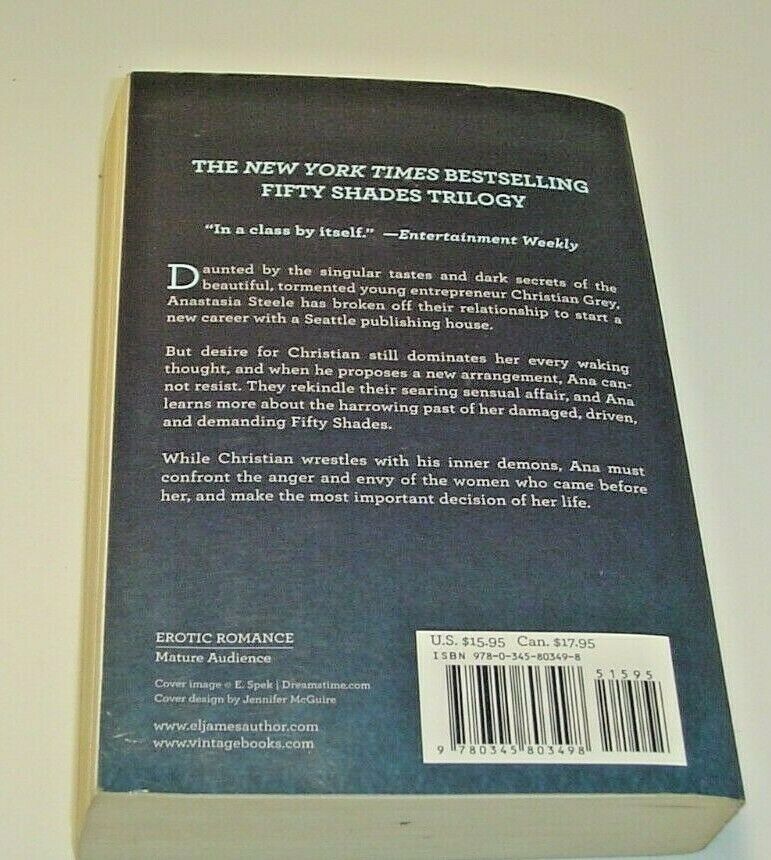 THE NEW YORK TIMES BESTSELLING
FIFTY SHADES TRILOGY
“In a class by itself.” —Entertainment Weekly
Daunted by the singular tastes and dark secrets of the
beautiful, tormented young entrepreneur Christian Grey,
Anastasia Steele has broken off their relationship to start a
new career with a Seattle publishing house.
But desire for Christian still dominates her every waking
thought, and when he proposes a new arrangement, Ana can-
not resist. They rekindle their searing sensual affair, and Ana
learns more about the harrowing past of her damaged, driven,
and demanding Fifty Shades.
While Christian wrestles with his inner demons, Ana must
confront the anger and envy of the women who came before
her, and make the most important decision of her life.
EROTIC ROMANCE
Mature Audience
Cover image © E. Spek | Dreamstime.com
Cover design by Jennifer McGuire
www.eljamesauthor.com
www.vintagebooks.com
U.S. $15.95 Can. $17.95
ISBN 978-0-345-80349-8
51595
9 780345 803498